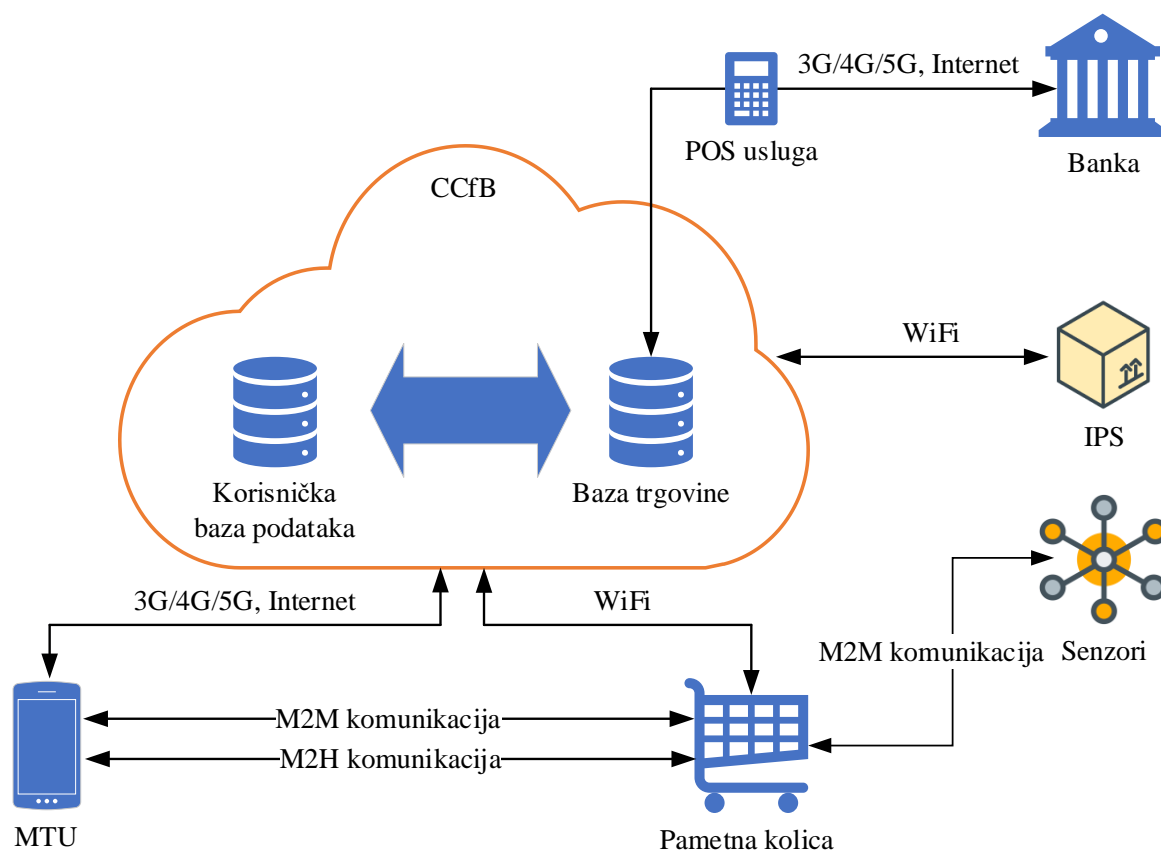 3G/4G/5G, Internet
POS usluga
Banka
CCfB
WiFi
IPS
Korisnička
baza podataka
Baza trgovine
3G/4G/5G, Internet
WiFi
M2M komunikacija
Senzori
M2M komunikacija
M2H komunikacija
MTU
Pametna kolica